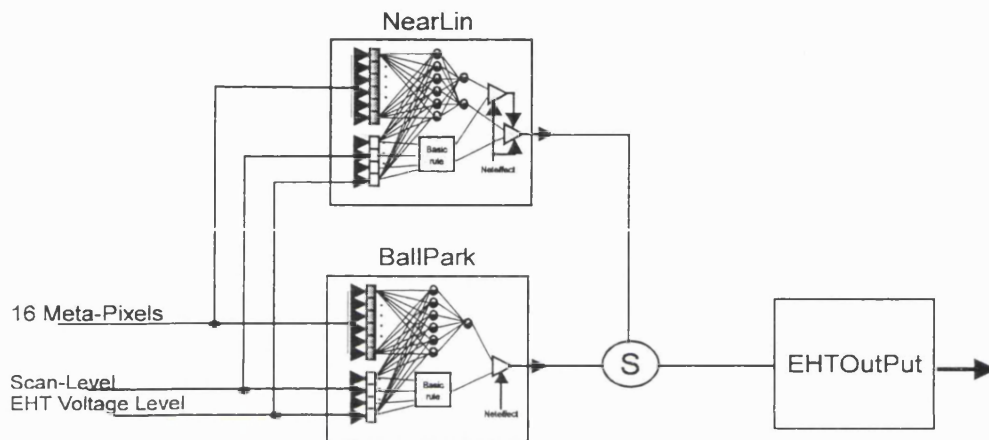 NearLin
Basic
rule
Neteffect
BallPark
16 Meta-Pixels
Scan-Level
EHT Voltage Level
Basic
rule
Neteffect
S
EHTOutPut